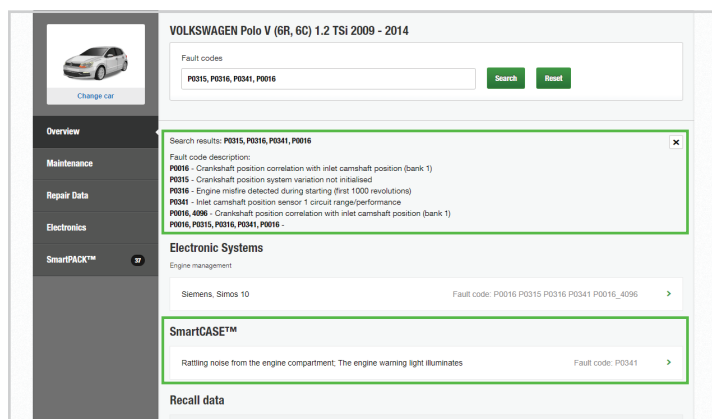 VOLKSWAGEN Polo V (6R, 6C) 1.2 TSi 2009 - 2014
Fault codes
P0315, P0316, P0341, P0016
Search
Reset
Change car
Overview
Maintenance
Repair Data
Electronics
SmartPACK™ 37
Search results: P0315, P0316, P0341, P0016
Fault code description:
P0016 - Crankshaft position correlation with inlet camshaft position (bank 1)
P0315 - Crankshaft position system variation not initialised
P0316 - Engine misfire detected during starting (first 1000 revolutions)
P0341 - Inlet camshaft position sensor 1 circuit range/performance
P0016, 4096 - Crankshaft position correlation with inlet camshaft position (bank 1)
P0016, P0315, P0316, P0341, P0016 -
Electronic Systems
Engine management
Siemens, Simos 10 Fault code: P0016 P0315 P0316 P0341 P0016_4096
SmartCASE™
Rattling noise from the engine compartment; The engine warning light illuminates Fault code: P0341
Recall data